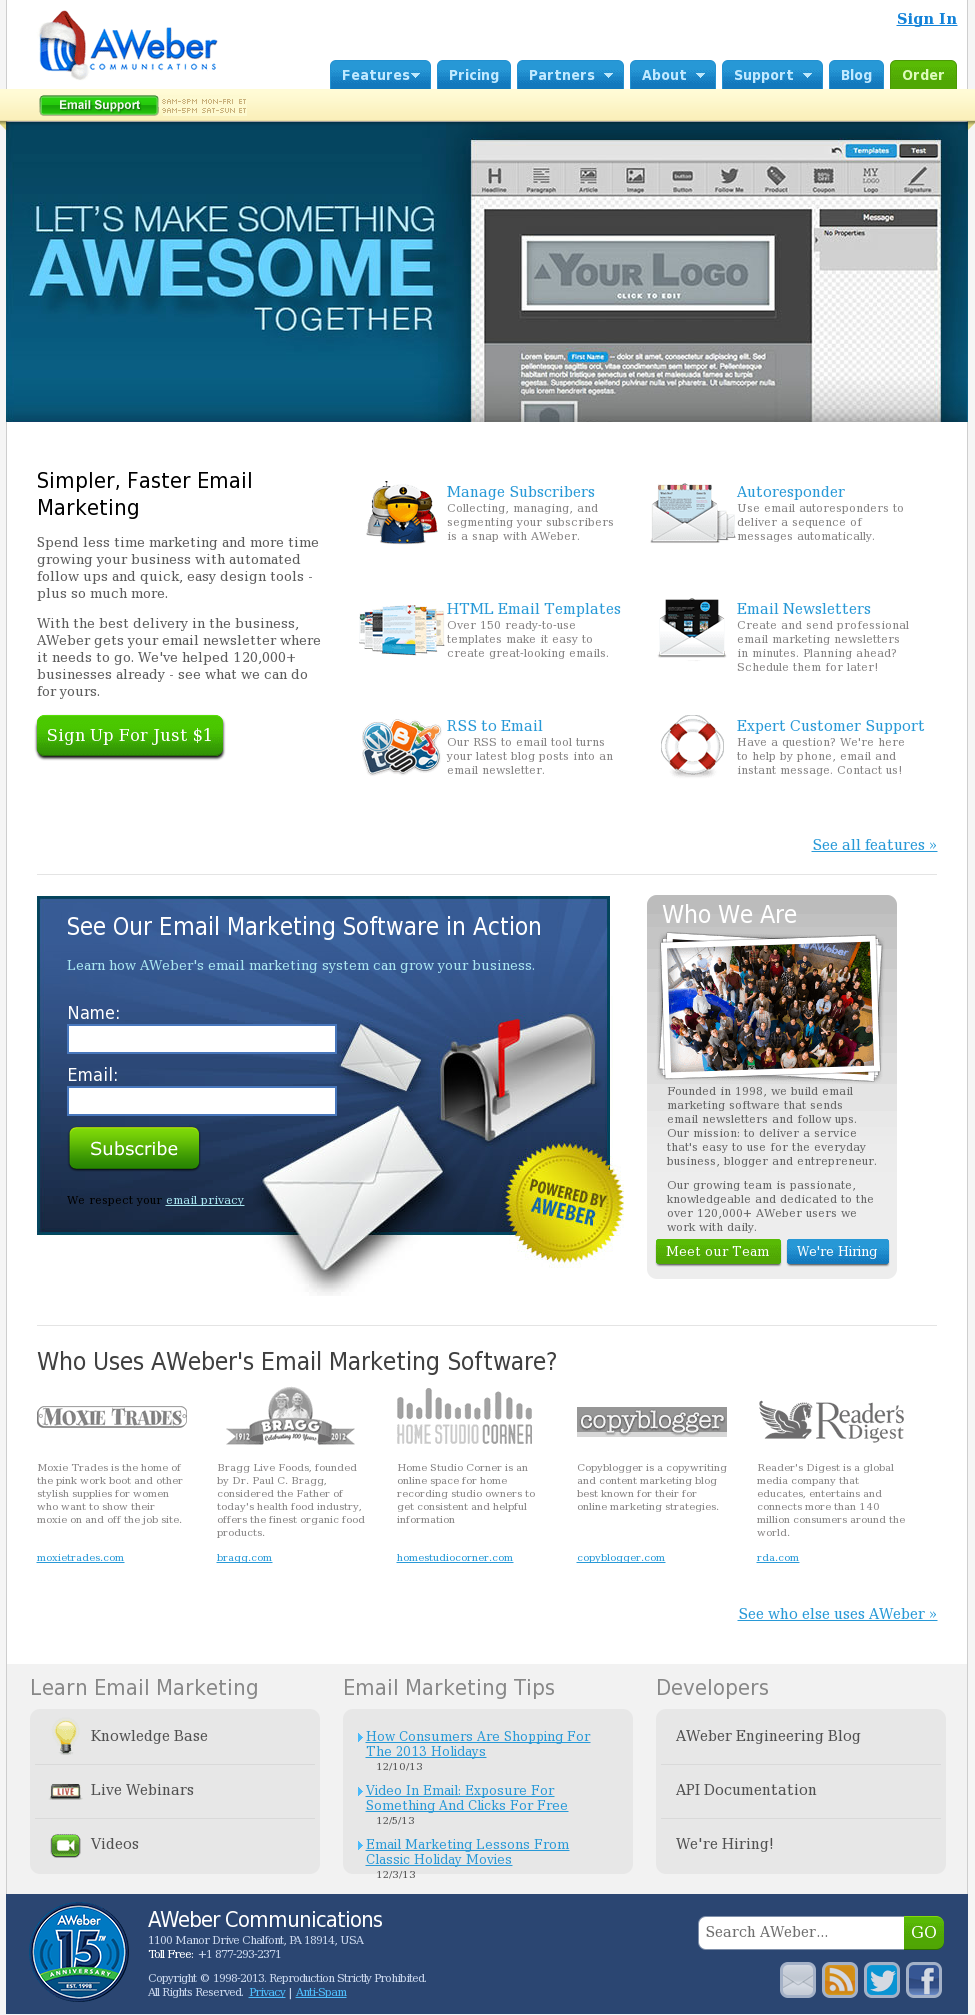 Sign In
AWeber
COMMUNICATIONS
Features Pricing Partners About Support Blog Order
Email Support
8AM-8PM MON-FRI ET
9AM-5PM SAT-SUN ET
LET'S MAKE SOMETHING
AWESOME
TOGETHER
Templates Test
Headline Paragraph Article Image Button Follow Me Product Coupon Logo Signature
Message
No Properties
YOUR LOGO
CLICK TO EDIT
Lorem ipsum, First Name – dolor sit amet, consectetur adipiscing elit. Sed
pellentesque sagittis orci, vitae condimentum sem tempor et. Pellentesque
habitant morbi tristique senectus et netus et malesuada fames ac turpis
egestas. Suspendisse eleifend pulvinar nulla vel pharetra. Ut ullamcorper nulla
quis lorem hendrerit egestas.
Simpler, Faster Email
Marketing
Spend less time marketing and more time
growing your business with automated
follow ups and quick, easy design tools -
plus so much more.
With the best delivery in the business,
AWeber gets your email newsletter where
it needs to go. We've helped 120,000+
businesses already - see what we can do
for yours.
Sign Up For Just $1
Manage Subscribers
Collecting, managing, and
segmenting your subscribers
is a snap with AWeber.
Autoresponder
Use email autoresponders to
deliver a sequence of
messages automatically.
HTML Email Templates
Over 150 ready-to-use
templates make it easy to
create great-looking emails.
Email Newsletters
Create and send professional
email marketing newsletters
in minutes. Planning ahead?
Schedule them for later!
RSS to Email
Our RSS to email tool turns
your latest blog posts into an
email newsletter.
Expert Customer Support
Have a question? We're here
to help by phone, email and
instant message. Contact us!
See all features »
See Our Email Marketing Software in Action
Learn how AWeber's email marketing system can grow your business.
Name:
Email:
Subscribe
We respect your email privacy
POWERED BY
AWEBER
Who We Are
AWeber
Founded in 1998, we build email
marketing software that sends
email newsletters and follow ups.
Our mission: to deliver a service
that's easy to use for the everyday
business, blogger and entrepreneur.
Our growing team is passionate,
knowledgeable and dedicated to the
over 120,000+ AWeber users we
work with daily.
Meet our Team We're Hiring
Who Uses AWeber's Email Marketing Software?
MOXIE TRADES
BRAGG
1912 Celebrating 100 Years 2012
HOME STUDIO CORNER
copyblogger
Reader's
Digest
Moxie Trades is the home of
the pink work boot and other
stylish supplies for women
who want to show their
moxie on and off the job site.
moxietrades.com
Bragg Live Foods, founded
by Dr. Paul C. Bragg,
considered the Father of
today's health food industry,
offers the finest organic food
products.
bragg.com
Home Studio Corner is an
online space for home
recording studio owners to
get consistent and helpful
information
homestudiocorner.com
Copyblogger is a copywriting
and content marketing blog
best known for their for
online marketing strategies.
copyblogger.com
Reader's Digest is a global
media company that
educates, entertains and
connects more than 140
million consumers around the
world.
rda.com
See who else uses AWeber »
Learn Email Marketing
Knowledge Base
LIVE Live Webinars
Videos
Email Marketing Tips
How Consumers Are Shopping For
The 2013 Holidays
12/10/13
Video In Email: Exposure For
Something And Clicks For Free
12/5/13
Email Marketing Lessons From
Classic Holiday Movies
12/3/13
Developers
AWeber Engineering Blog
API Documentation
We're Hiring!
AWeber
15TM
ANNIVERSARY
EST. 1998
AWeber Communications
1100 Manor Drive Chalfont, PA 18914, USA
Toll Free: +1 877-293-2371
Copyright © 1998-2013. Reproduction Strictly Prohibited.
All Rights Reserved. Privacy | Anti-Spam
Search AWeber... GO